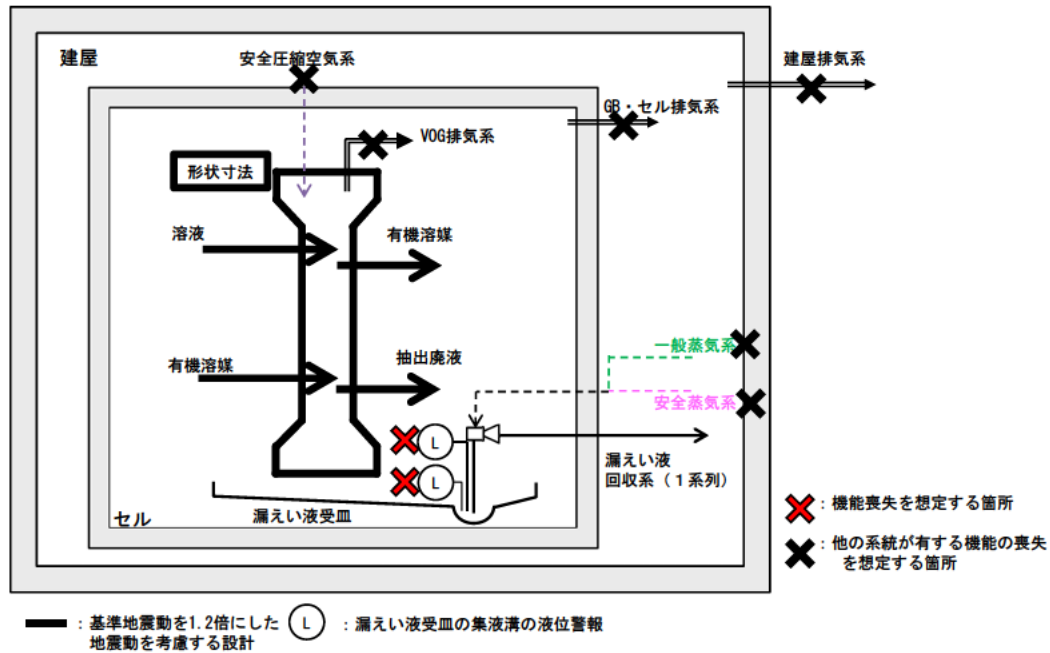 建屋
安全圧縮空気系
建屋排気系
GB・セル排気系
VOG排気系
形状寸法
溶液
有機溶媒
有機溶媒
抽出廃液
一般蒸気系
安全蒸気系
L
L
漏えい液
回収系（１系列）
セル
漏えい液受皿
：機能喪失を想定する箇所
：他の系統が有する機能の喪失
を想定する箇所
：基準地震動を1.2倍にした
地震動を考慮する設計
L
：漏えい液受皿の集液溝の液位警報